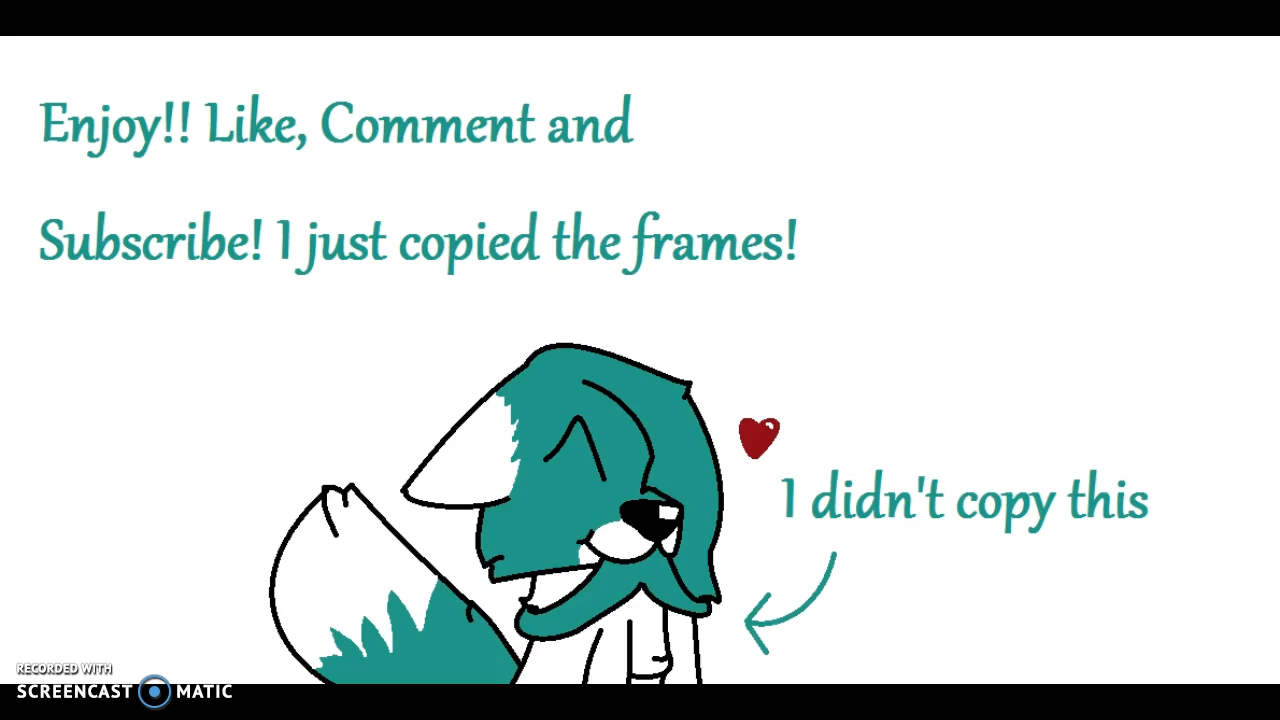 Enjoy!! Like, Comment and
Subscribe! I just copied the frames!
I didn't copy this
RECORDED WITH
SCREENCAST MATIC